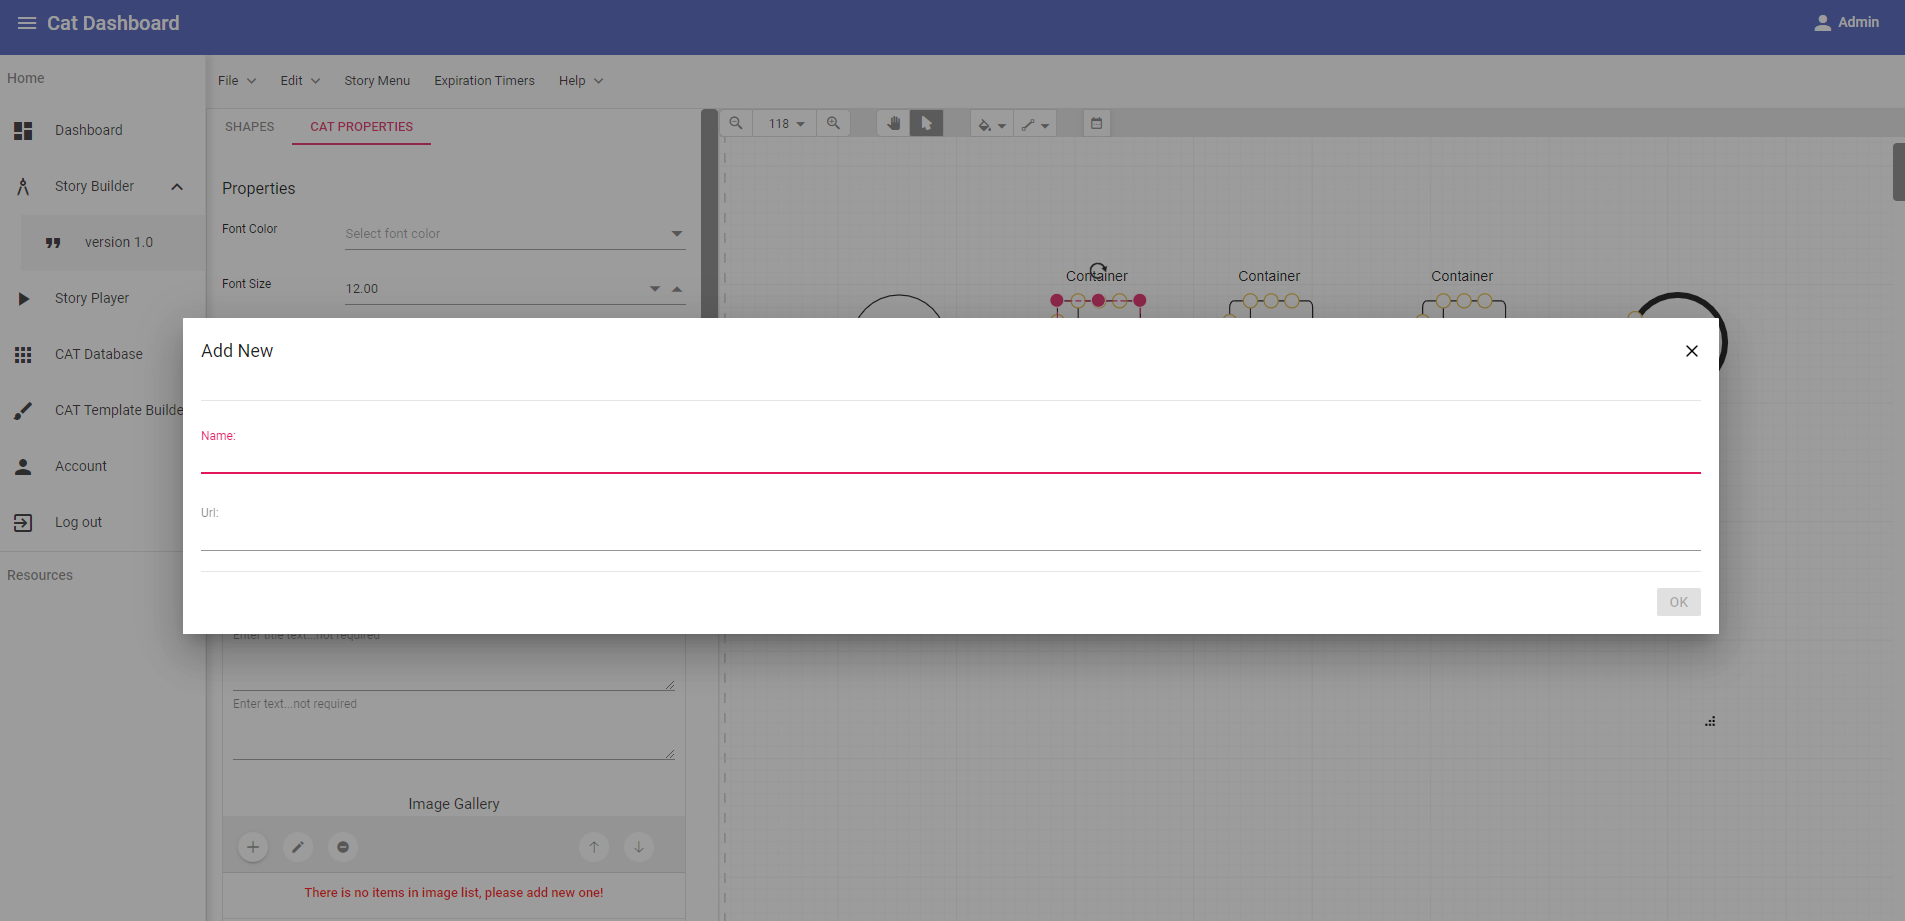 Cat Dashboard
Admin
Home
Dashboard
Story Builder
version 1.0
Story Player
CAT Database
CAT Template Builde
Account
Log out
Resources
File
Edit
Story Menu
Expiration Timers
Help
SHAPES
CAT PROPERTIES
118
Properties
Font Color
Select font color
Font Size
12.00
Container
Container
Container
Add New
Name:
Url:
OK
Enter title text...not required
Enter text...not required
Image Gallery
There is no items in image list, please add new one!